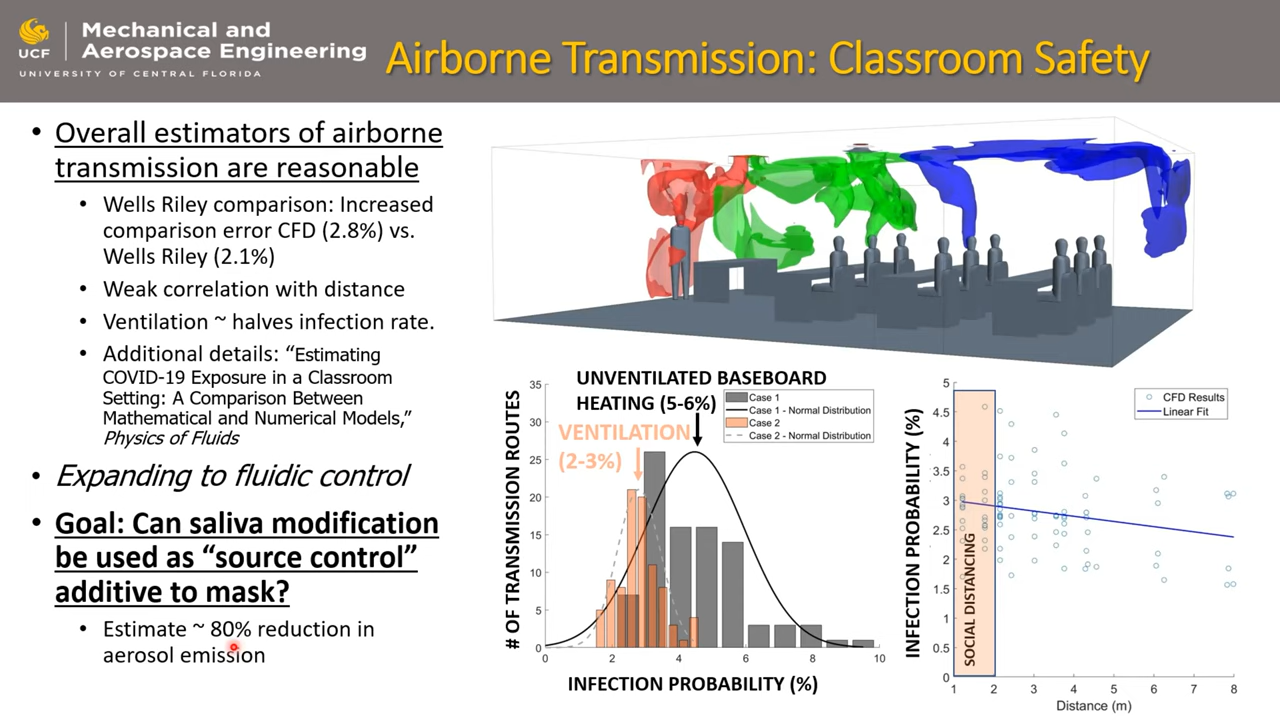 UCF
Mechanical and
Aerospace Engineering
UNIVERSITY OF CENTRAL FLORIDA
Airborne Transmission: Classroom Safety
• Overall estimators of airborne
transmission are reasonable
• Wells Riley comparison: Increased
comparison error CFD (2.8%) vs.
Wells Riley (2.1%)
• Weak correlation with distance
• Ventilation ~ halves infection rate.
• Additional details: “Estimating
COVID-19 Exposure in a Classroom
Setting: A Comparison Between
Mathematical and Numerical Models,”
Physics of Fluids
• Expanding to fluidic control
• Goal: Can saliva modification
be used as “source control”
additive to mask?
• Estimate ~ 80% reduction in
aerosol emission
UNVENTILATED BASEBOARD
HEATING (5-6%)
VENTILATION
(2-3%)
Case 1
Case 1 - Normal Distribution
Case 2
Case 2 - Normal Distribution
# OF TRANSMISSION ROUTES
35
30
25
20
15
10
5
0
0 2 4 6 8 10
INFECTION PROBABILITY (%)
CFD Results
Linear Fit
INFECTION PROBABILITY (%)
5
4.5
4
3.5
3
2.5
2
1.5
1
0.5
0
SOCIAL DISTANCING
1 2 3 4 5 6 7 8
Distance (m)